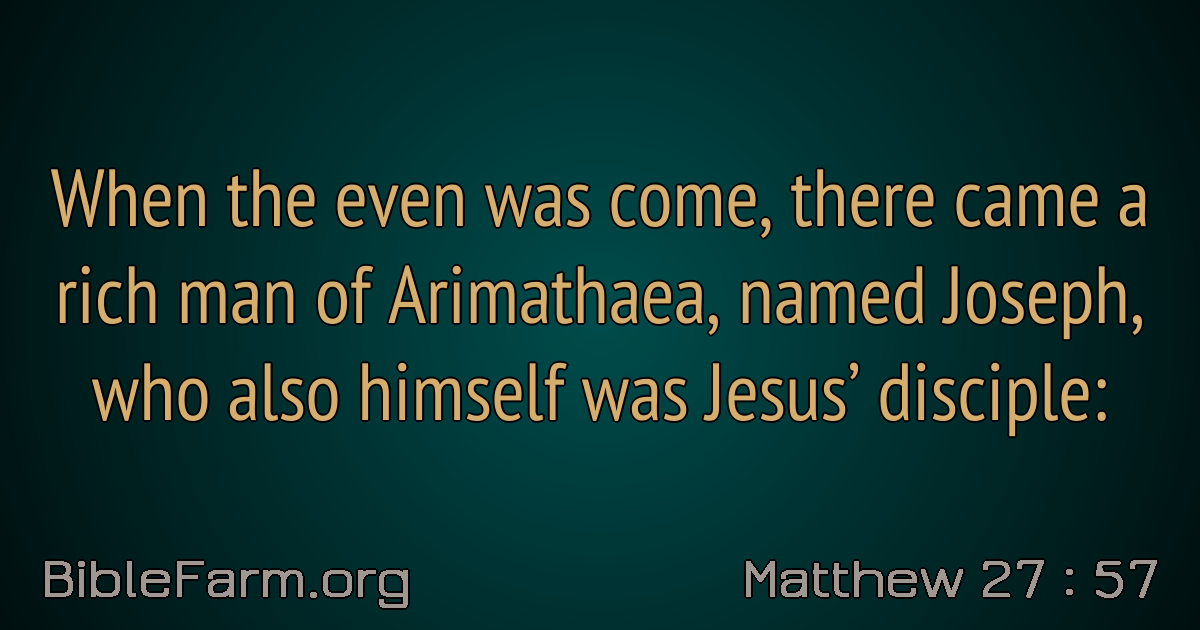 When the even was come, there came a
rich man of Arimathaea, named Joseph,
who also himself was Jesus’ disciple:
BibleFarm.org
Matthew 27 : 57